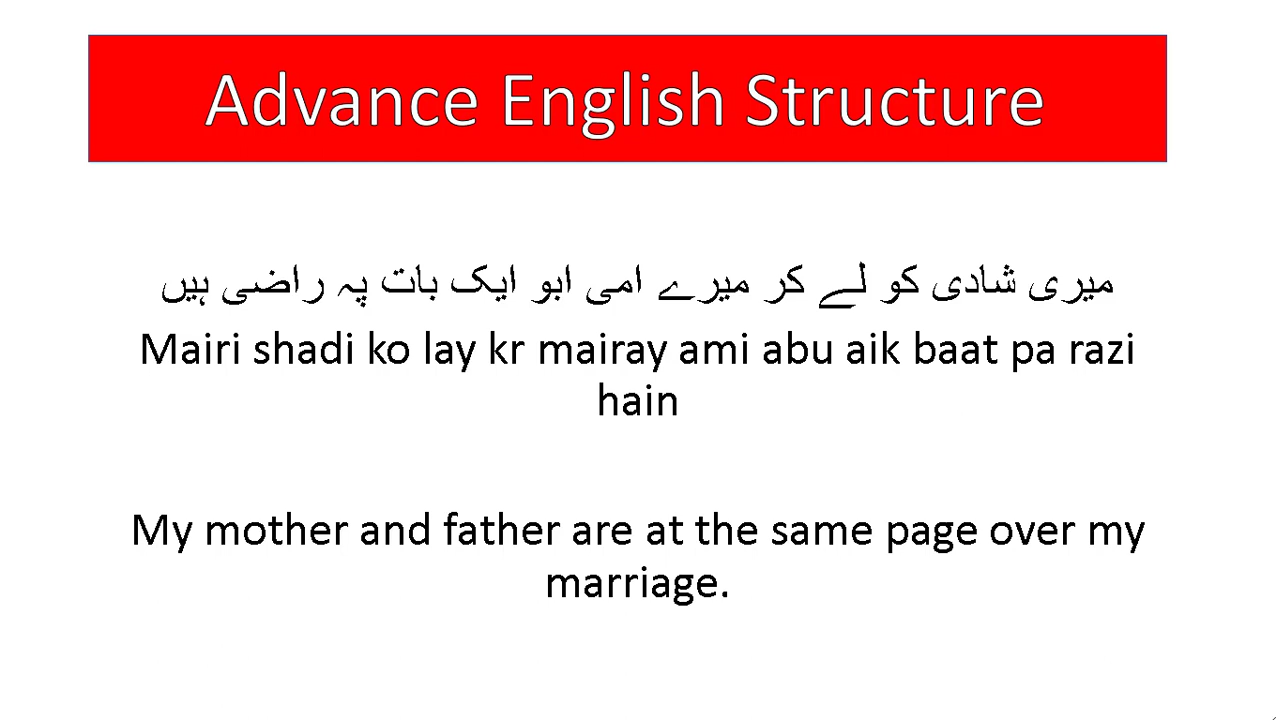 Advance English Structure
میری شادی کو لے کر میرے امی ابو ایک بات پہ راضی ہیں
Mairi shadi ko lay kr mairay ami abu aik baat pa razi
hain
My mother and father are at the same page over my
marriage.